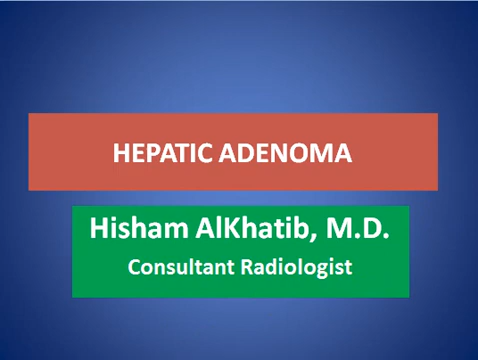 HEPATIC ADENOMA
Hisham AlKhatib, M.D.
Consultant Radiologist